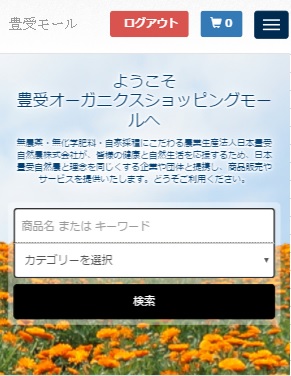 豊受モール
ログアウト
0
ようこそ
豊受オーガニクスショッピングモー
ルへ
無農薬・無化学肥料・自家採種にこだわる農業生産法人日本豊受
自然農株式会社が、皆様の健康と自然生活を応援するため、日本
豊受自然農と理念を同じくする企業や団体と提携し、商品販売や
サービスを提供いたします。どうぞご利用ください。
商品名 または キーワード
カテゴリーを選択
検索